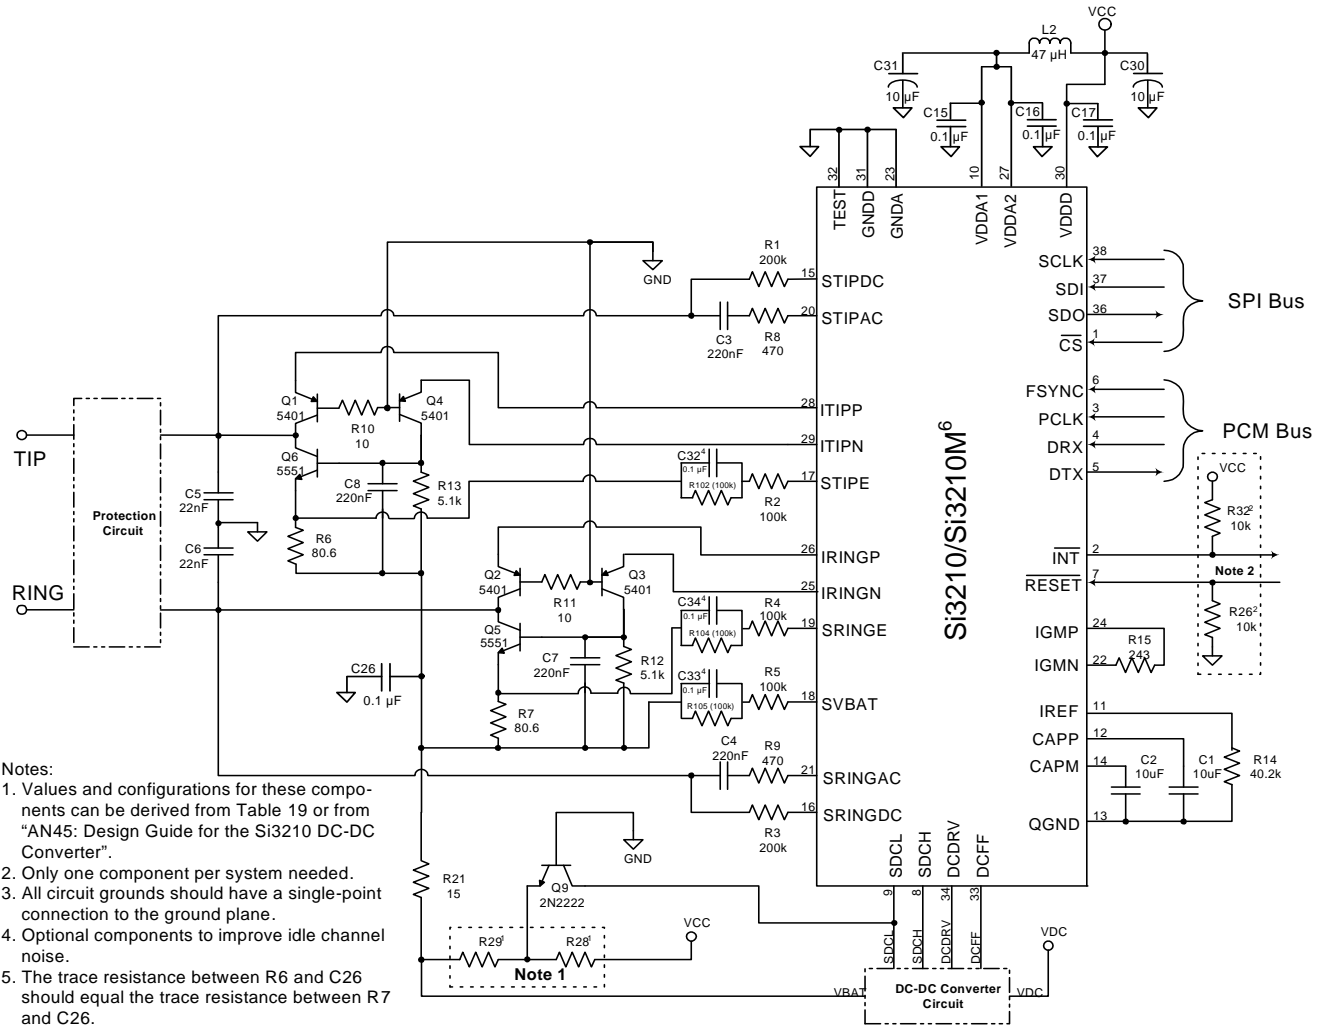 VCC
L2
47 µH
C31
10 µF
C30
10 µF
C15
0.1 µF
C16
0.1 µF
C17
0.1 µF
32
31
23
10
27
30
TEST
GNDD
GNDA
VDDA1
VDDA2
VDDD
GND
R1
200k
15
STIPDC
20
STIPAC
C3
220nF
R8
470
38
SCLK
37
SDI
36
SDO
1
CS
SPI Bus
6
FSYNC
3
PCLK
4
DRX
5
DTX
PCM Bus
Q1
5401
R10
10
Q4
5401
28
ITIPP
29
ITIPN
TIP
Q6
5551
C8
220nF
R13
5.1k
C32⁴
0.1 µF
R102 (100k)
R2
100k
17
STIPE
Si3210/Si3210M⁶
VCC
R32²
10k
C5
22nF
Protection
Circuit
C6
22nF
R6
80.6
26
IRINGP
2
INT
Note 2
7
RESET
RING
Q2
5401
R11
10
Q3
5401
25
IRINGN
R26²
10k
C34⁴
0.1 µF
R104 (100k)
R4
100k
19
SRINGE
24
IGMP
R15
243
22
IGMN
Q5
5551
C7
220nF
R12
5.1k
C26
0.1 µF
C33⁴
0.1 µF
R105 (100k)
R5
100k
18
SVBAT
R7
80.6
11
IREF
12
CAPP
14
CAPM
C2
10uF
C1
10uF
R14
40.2k
13
QGND
C4
220nF
R9
470
21
SRINGAC
16
SRINGDC
R3
200k
SDCL
SDCH
DCDRV
DCFF
9
8
34
33
GND
Q9
2N2222
R21
15
R29¹
R28¹
Note 1
VCC
SDCL
SDCH
DCDRV
DCFF
VDC
VBAT
DC-DC Converter
Circuit
VDC
Notes:
1. Values and configurations for these compo-
nents can be derived from Table 19 or from
“AN45: Design Guide for the Si3210 DC-DC
Converter”.
2. Only one component per system needed.
3. All circuit grounds should have a single-point
connection to the ground plane.
4. Optional components to improve idle channel
noise.
5. The trace resistance between R6 and C26
should equal the trace resistance between R7
and C26.